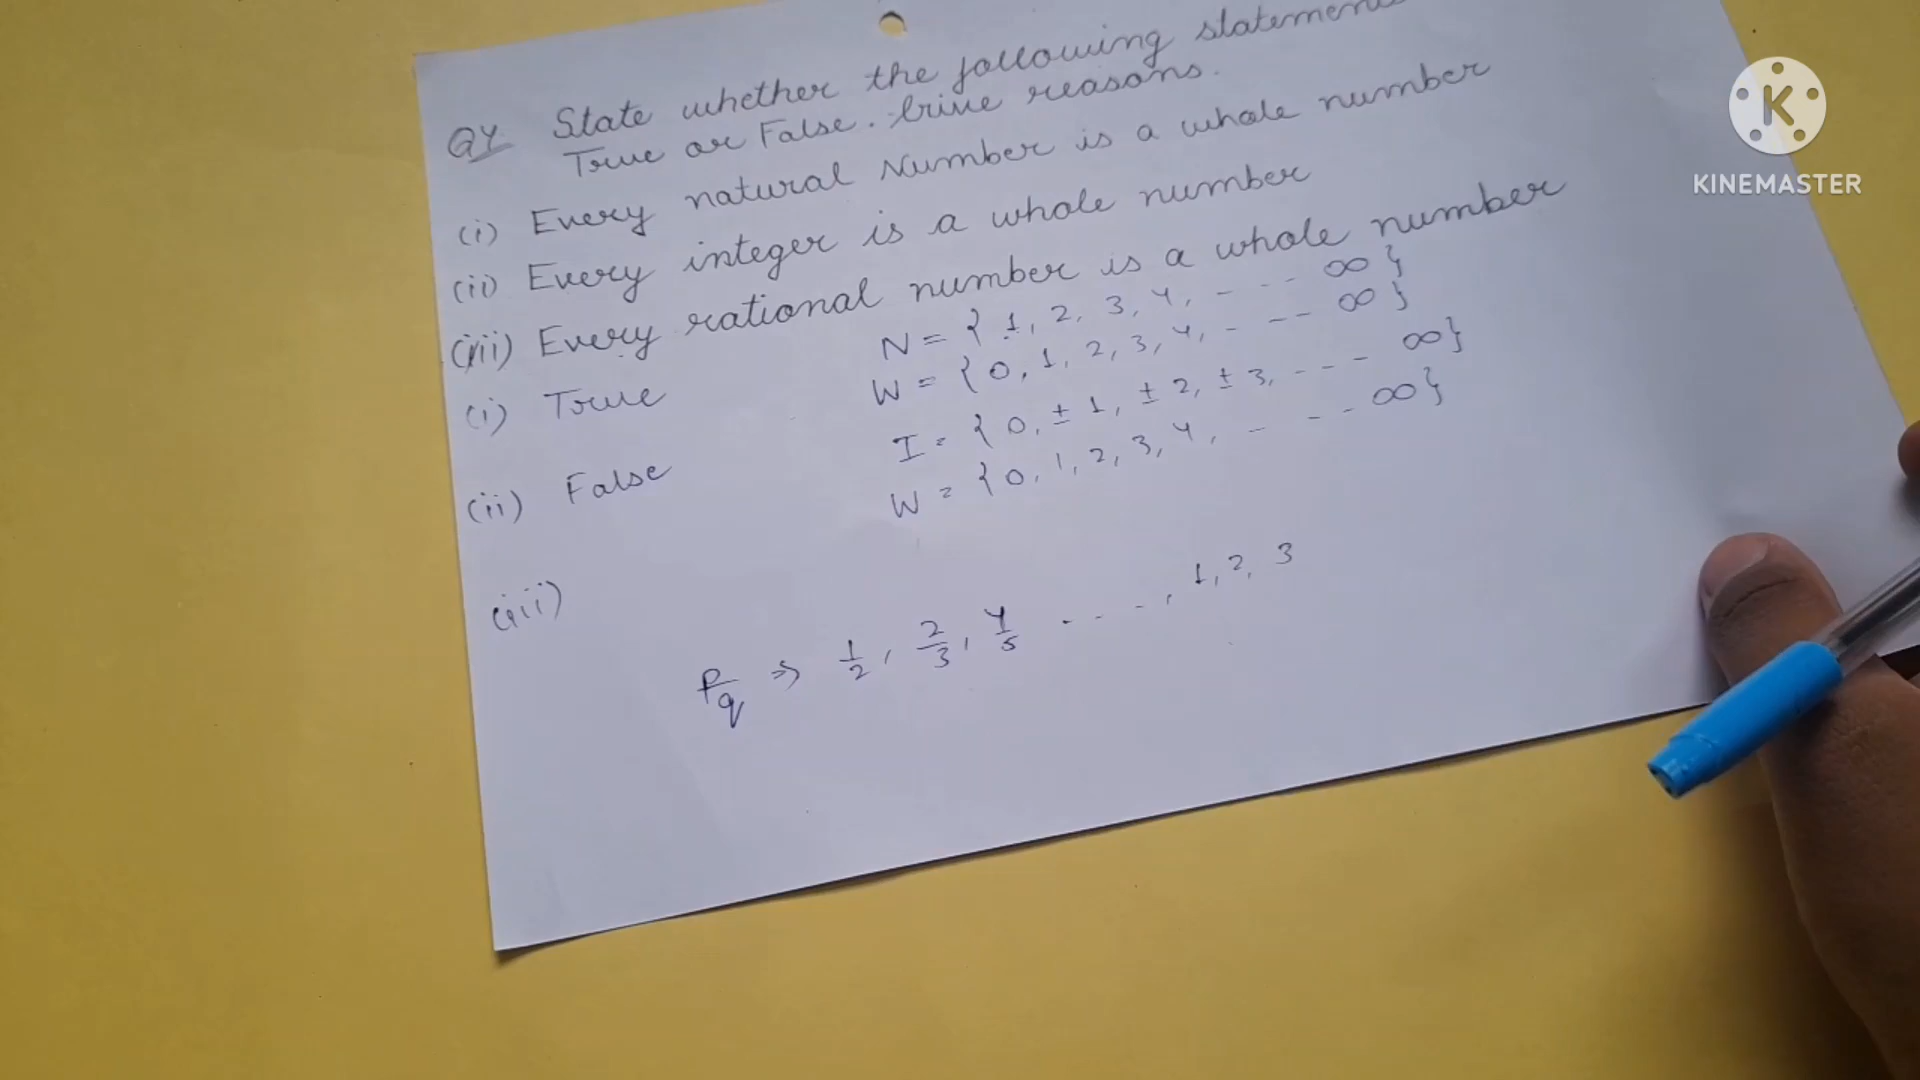 Q4 State whether the following statements
True or False. Give reasons.
(i) Every natural Number is a whole number
(ii) Every integer is a whole number
(iii) Every rational number is a whole number
(i) True N = { 1, 2, 3, 4, - - - ∞ }
W = { 0, 1, 2, 3, 4, - - - ∞ }
(ii) False I = { 0, ± 1, ± 2, ± 3, - - - ∞ }
W = { 0, 1, 2, 3, 4, - - - ∞ }
(iii)
p/q ⇒ 1/2, 2/3, 4/5 - - - , 1, 2, 3
KINEMASTER